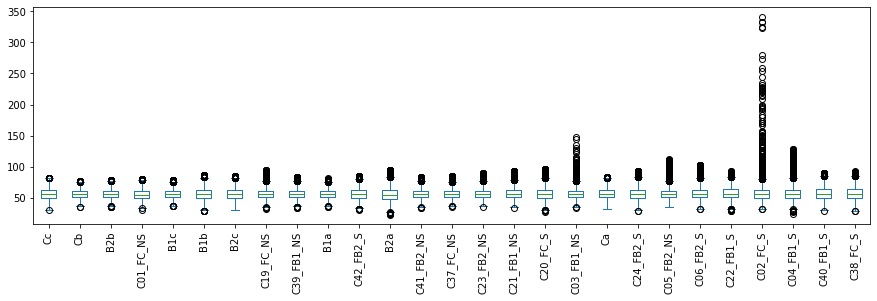 350
300
250
200
150
100
50
Cc
Cb
B2b
C01_FC_NS
B1c
B1b
B2c
C19_FC_NS
C39_FB1_NS
B1a
C42_FB2_S
B2a
C41_FB2_NS
C37_FC_NS
C23_FB2_NS
C21_FB1_NS
C20_FC_S
C03_FB1_NS
Ca
C24_FB2_S
C05_FB2_NS
C06_FB2_S
C22_FB1_S
C02_FC_S
C04_FB1_S
C40_FB1_S
C38_FC_S